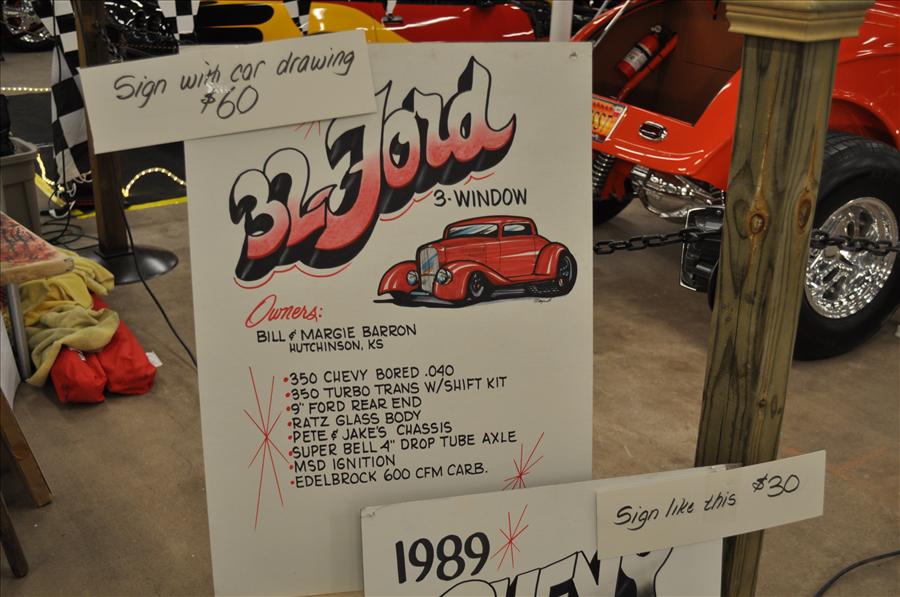 Sign with car drawing
$60
32-Ford
3-WINDOW
Owners:
BILL & MARGIE BARRON
HUTCHINSON, KS
•350 CHEVY BORED .040
•350 TURBO TRANS W/SHIFT KIT
•9" FORD REAR END
•RATZ GLASS BODY
•PETE & JAKE'S CHASSIS
•SUPER BELL 4" DROP TUBE AXLE
•MSD IGNITION
•EDELBROCK 600 CFM CARB.
Sign like this $30
1989
CHEVY